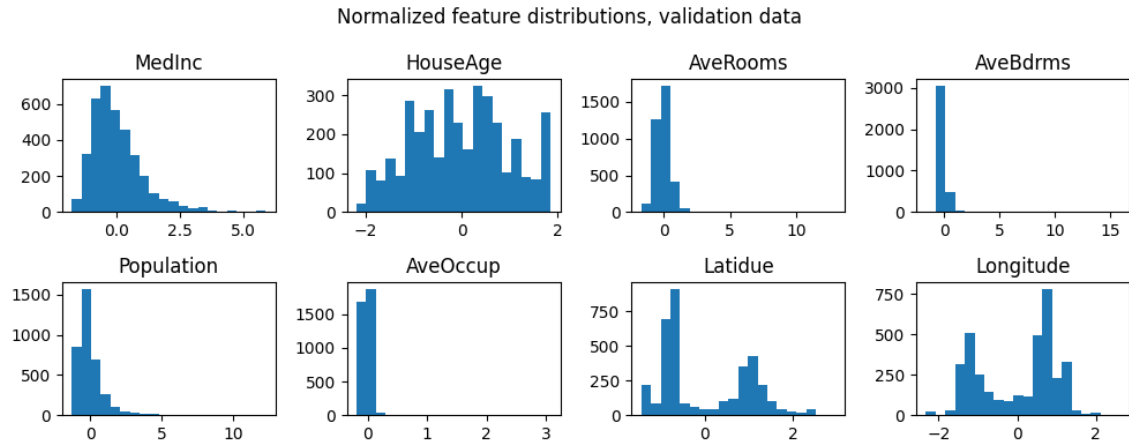 Normalized feature distributions, validation data
MedInc HouseAge AveRooms AveBdrms
600 400 200 0
0.0 2.5 5.0
300 200 100 0
−2 0 2
1500 1000 500 0
0 5 10
3000 2000 1000 0
0 5 10 15
Population AveOccup Latidue Longitude
1500 1000 500 0
0 5 10
1500 1000 500 0
0 1 2 3
750 500 250 0
0 2
750 500 250 0
−2 0 2